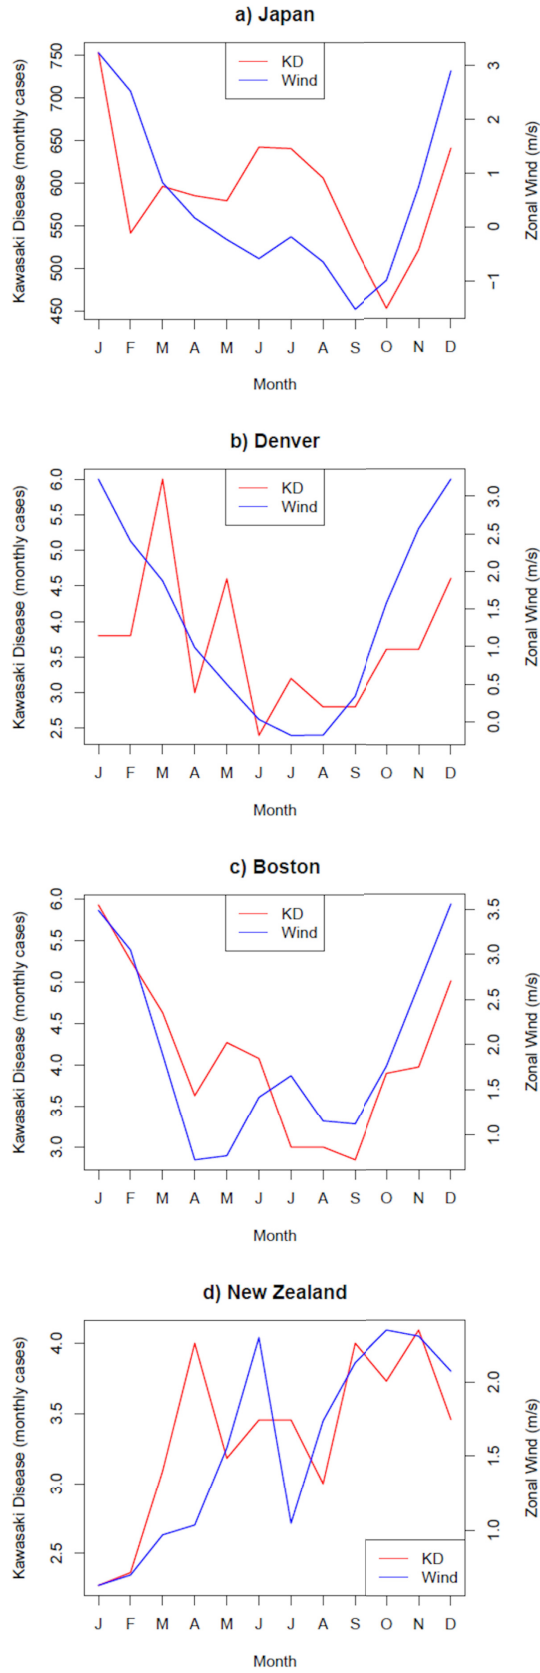 a) Japan
KD
Wind
Kawasaki Disease (monthly cases)
750
700
650
600
550
500
450
Zonal Wind (m/s)
3
2
1
0
−1
J F M A M J J A S O N D
Month
b) Denver
KD
Wind
Kawasaki Disease (monthly cases)
6.0
5.5
5.0
4.5
4.0
3.5
3.0
2.5
Zonal Wind (m/s)
3.0
2.5
2.0
1.5
1.0
0.5
0.0
J F M A M J J A S O N D
Month
c) Boston
KD
Wind
Kawasaki Disease (monthly cases)
6.0
5.5
5.0
4.5
4.0
3.5
3.0
Zonal Wind (m/s)
3.5
3.0
2.5
2.0
1.5
1.0
J F M A M J J A S O N D
Month
d) New Zealand
Kawasaki Disease (monthly cases)
4.0
3.5
3.0
2.5
Zonal Wind (m/s)
2.0
1.5
1.0
KD
Wind
J F M A M J J A S O N D
Month